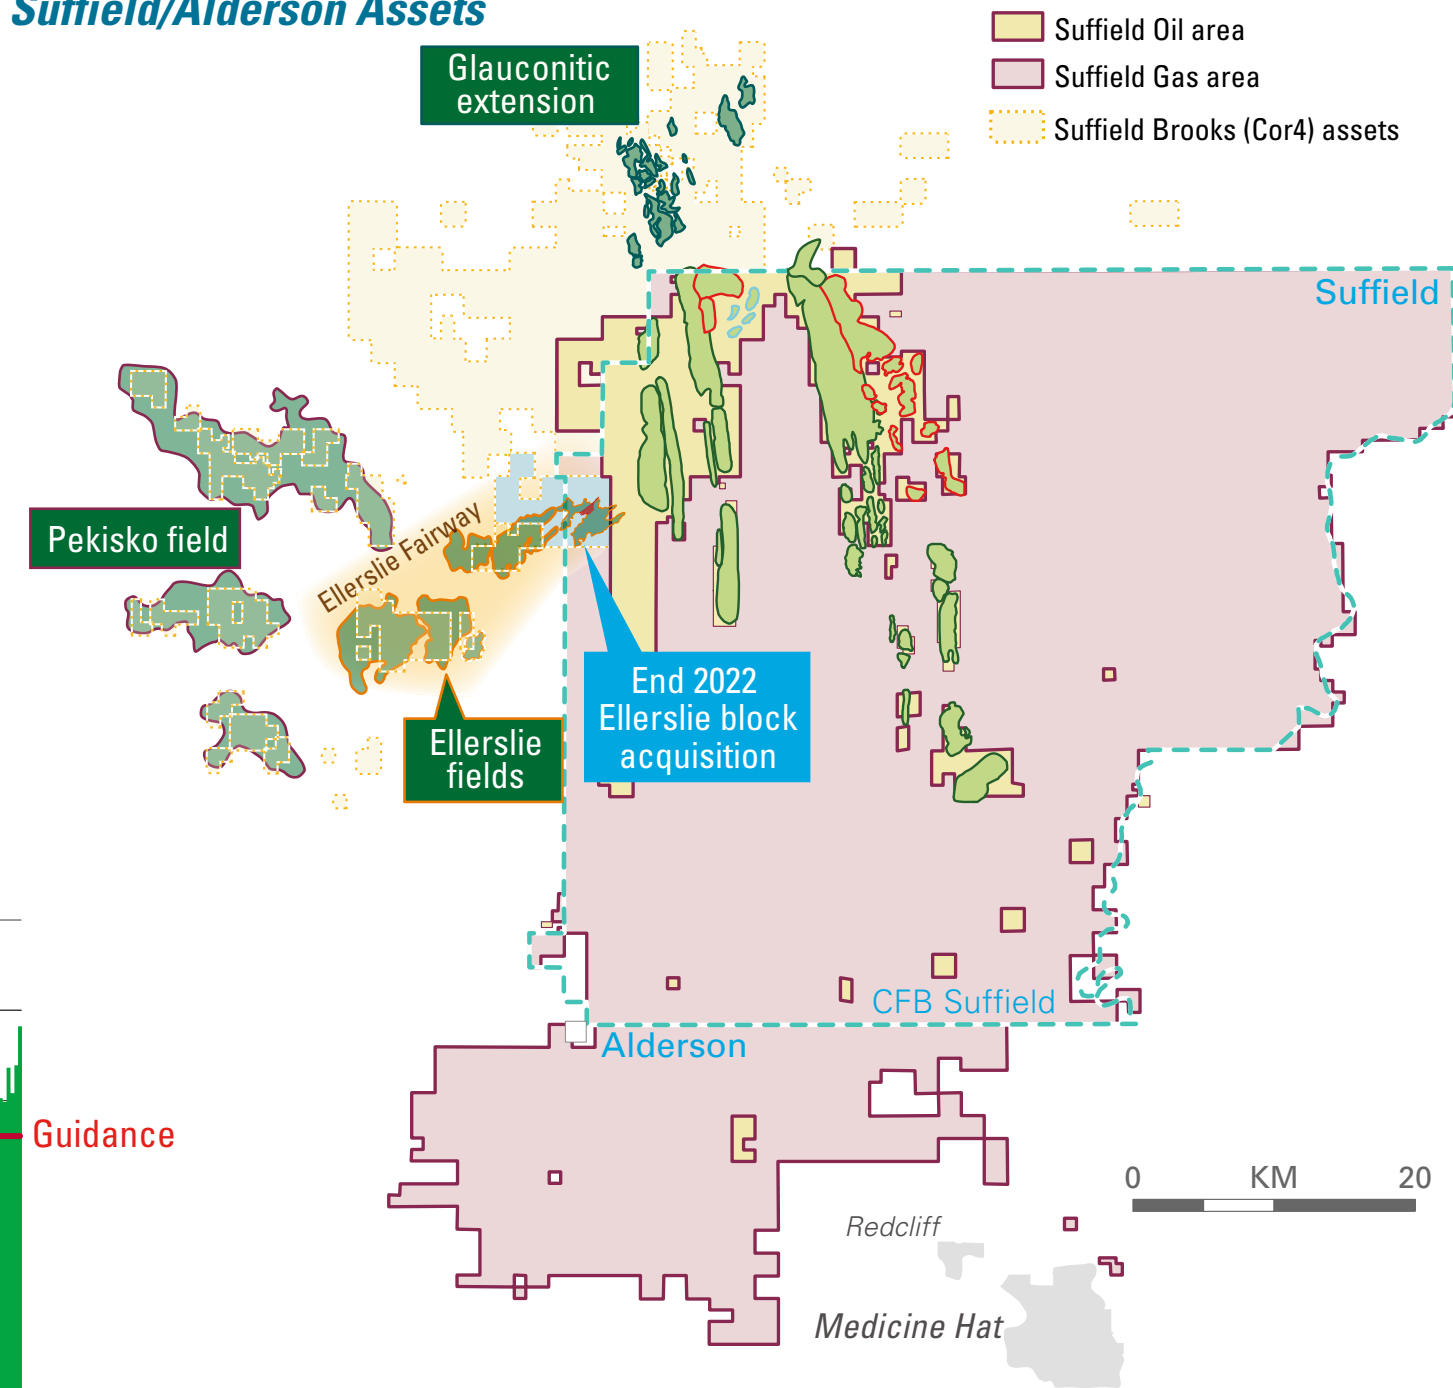 Suffield/Alderson Assets
Suffield Oil area
Suffield Gas area
Suffield Brooks (Cor4) assets
Glauconitic
extension
Suffield
Pekisko field
Ellerslie Fairway
End 2022
Ellerslie block
acquisition
Ellerslie
fields
CFB Suffield
Alderson
Guidance
0 KM 20
Redcliff
Medicine Hat